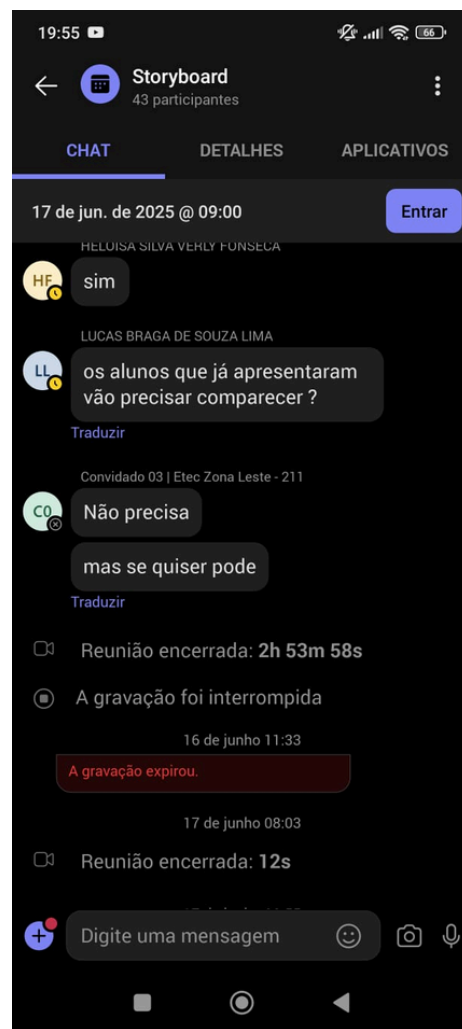 19:55
66
Storyboard
43 participantes
CHAT DETALHES APLICATIVOS
17 de jun. de 2025 @ 09:00 Entrar
HELOISA SILVA VERLY FONSECA
HF sim
LUCAS BRAGA DE SOUZA LIMA
LL os alunos que já apresentaram
vão precisar comparecer ?
Traduzir
Convidado 03 | Etec Zona Leste - 211
C0 Não precisa
mas se quiser pode
Traduzir
Reunião encerrada: 2h 53m 58s
A gravação foi interrompida
16 de junho 11:33
A gravação expirou.
17 de junho 08:03
Reunião encerrada: 12s
Digite uma mensagem